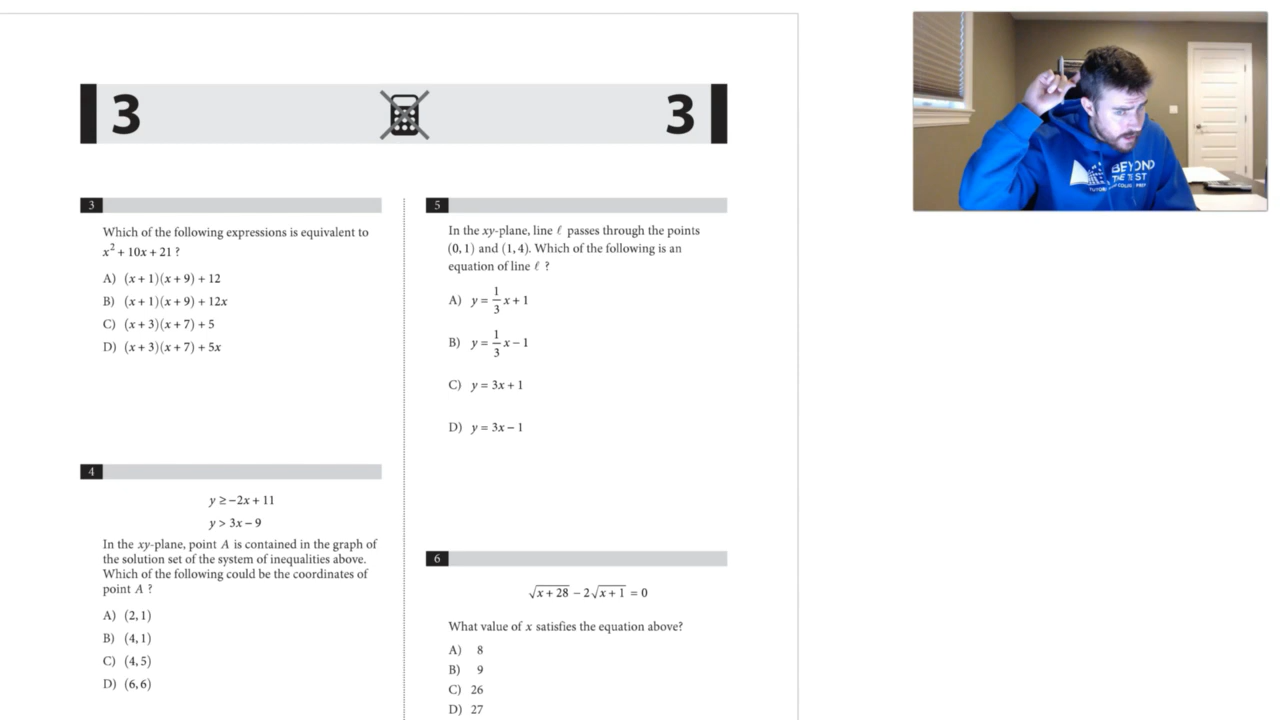 3
3
3
Which of the following expressions is equivalent to
x² + 10x + 21 ?
A) (x + 1)(x + 9) + 12
B) (x + 1)(x + 9) + 12x
C) (x + 3)(x + 7) + 5
D) (x + 3)(x + 7) + 5x
4
y ≥ −2x + 11
y > 3x − 9
In the xy-plane, point A is contained in the graph of
the solution set of the system of inequalities above.
Which of the following could be the coordinates of
point A ?
A) (2, 1)
B) (4, 1)
C) (4, 5)
D) (6, 6)
5
In the xy-plane, line ℓ passes through the points
(0, 1) and (1, 4). Which of the following is an
equation of line ℓ ?
A) y = 1/3 x + 1
B) y = 1/3 x − 1
C) y = 3x + 1
D) y = 3x − 1
6
√(x + 28) − 2√(x + 1) = 0
What value of x satisfies the equation above?
A) 8
B) 9
C) 26
D) 27
BEYOND
THE TEST